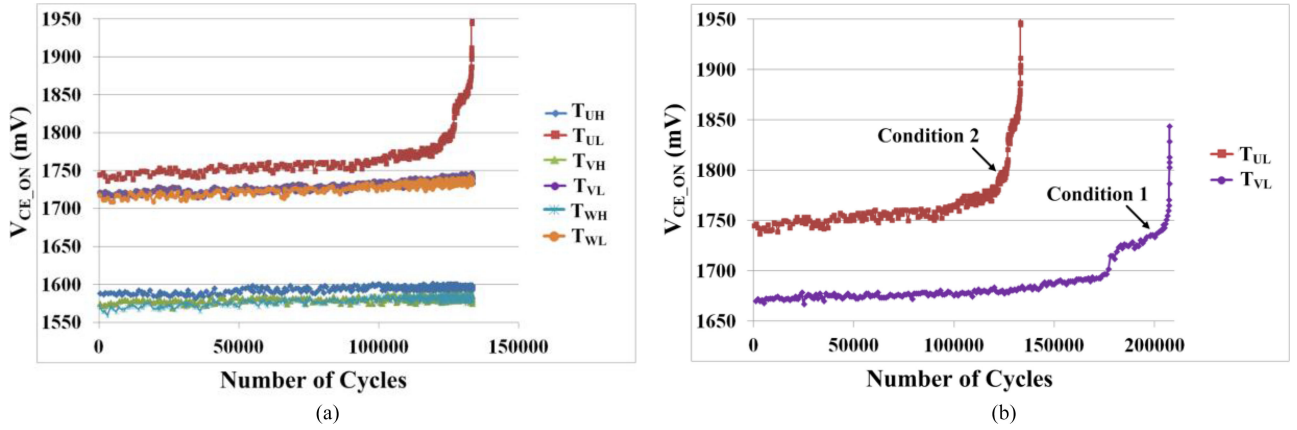 1950
1900
1850
1800
1750
1700
1650
1600
1550
V_CE_ON (mV)
0 50000 100000 150000
Number of Cycles
T_UH
T_UL
T_VH
T_VL
T_WH
T_WL
(a)
1950
1900
1850
1800
1750
1700
1650
V_CE_ON (mV)
Condition 2
Condition 1
0 50000 100000 150000 200000
Number of Cycles
T_UL
T_VL
(b)